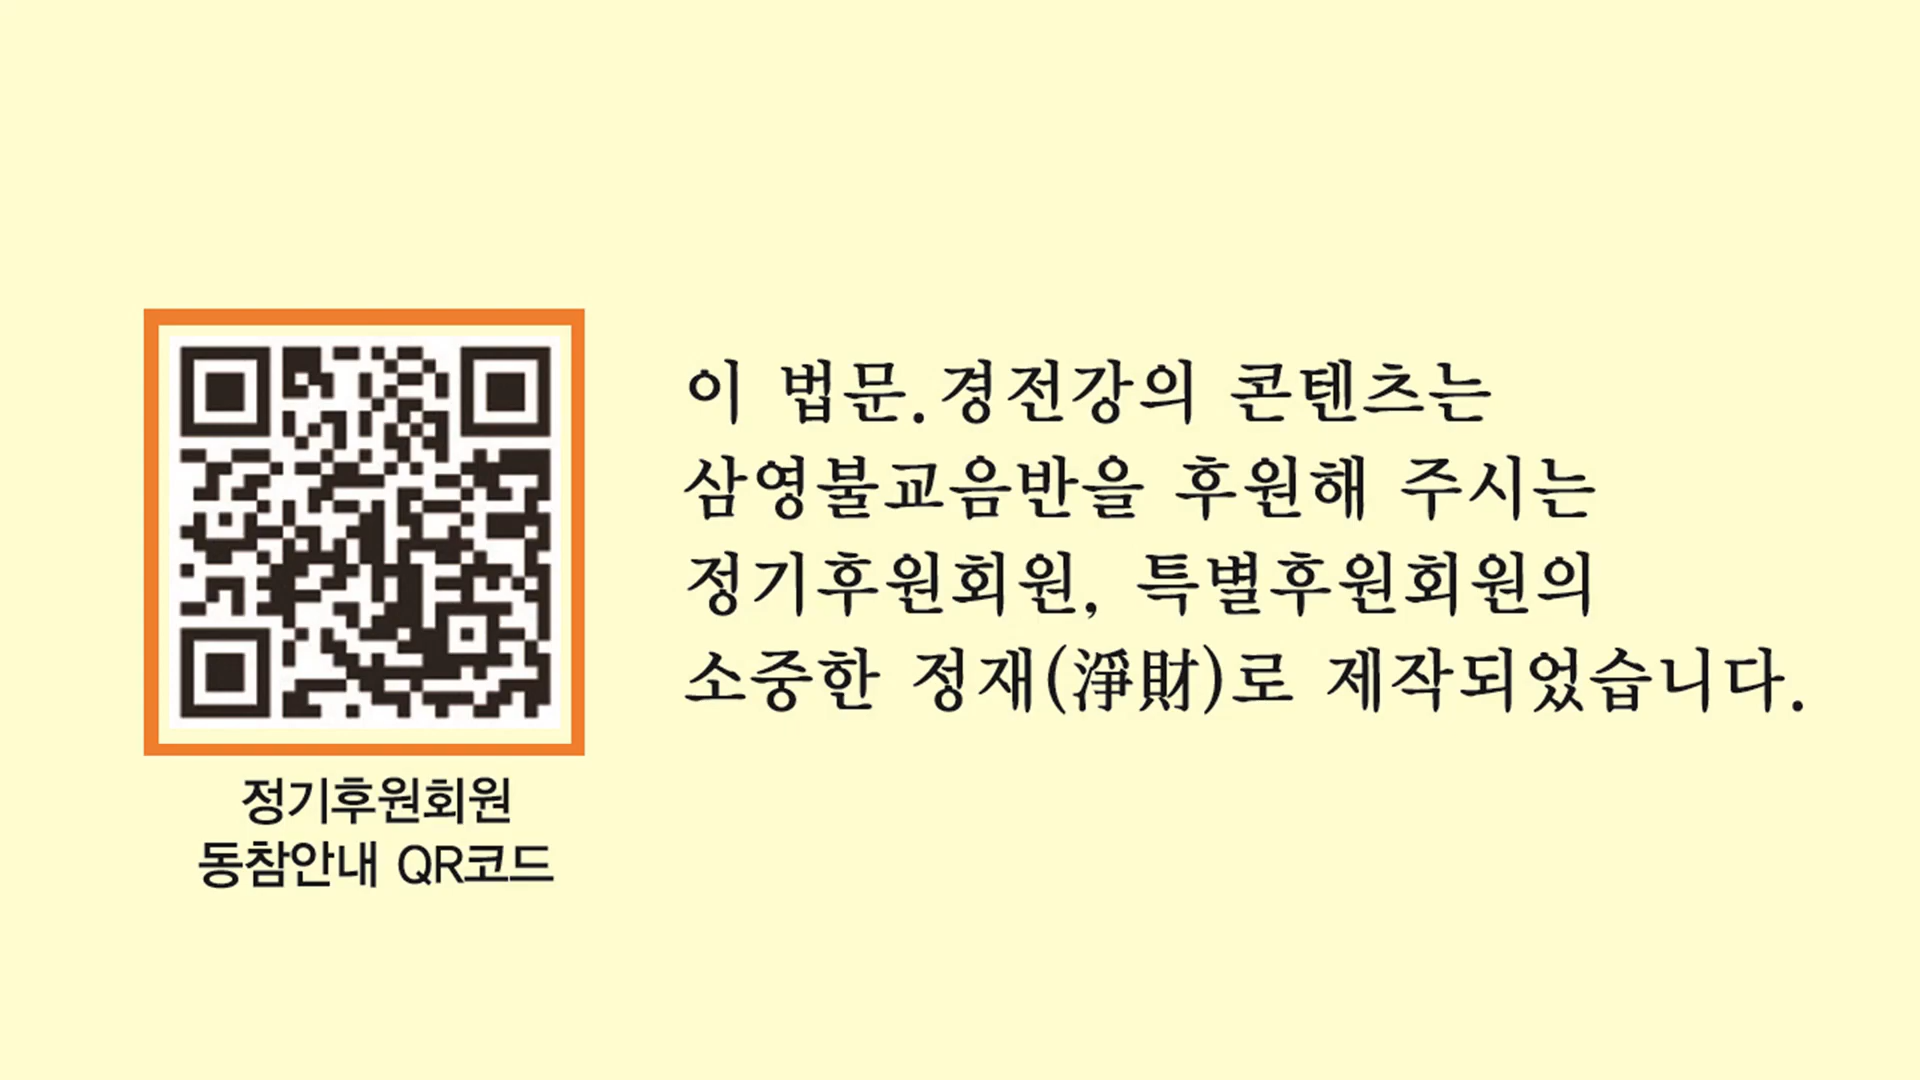 이 법문.경전강의 콘텐츠는
삼영불교음반을 후원해 주시는
정기후원회원, 특별후원회원의
소중한 정재(淨財)로 제작되었습니다.
정기후원회원
동참안내 QR코드